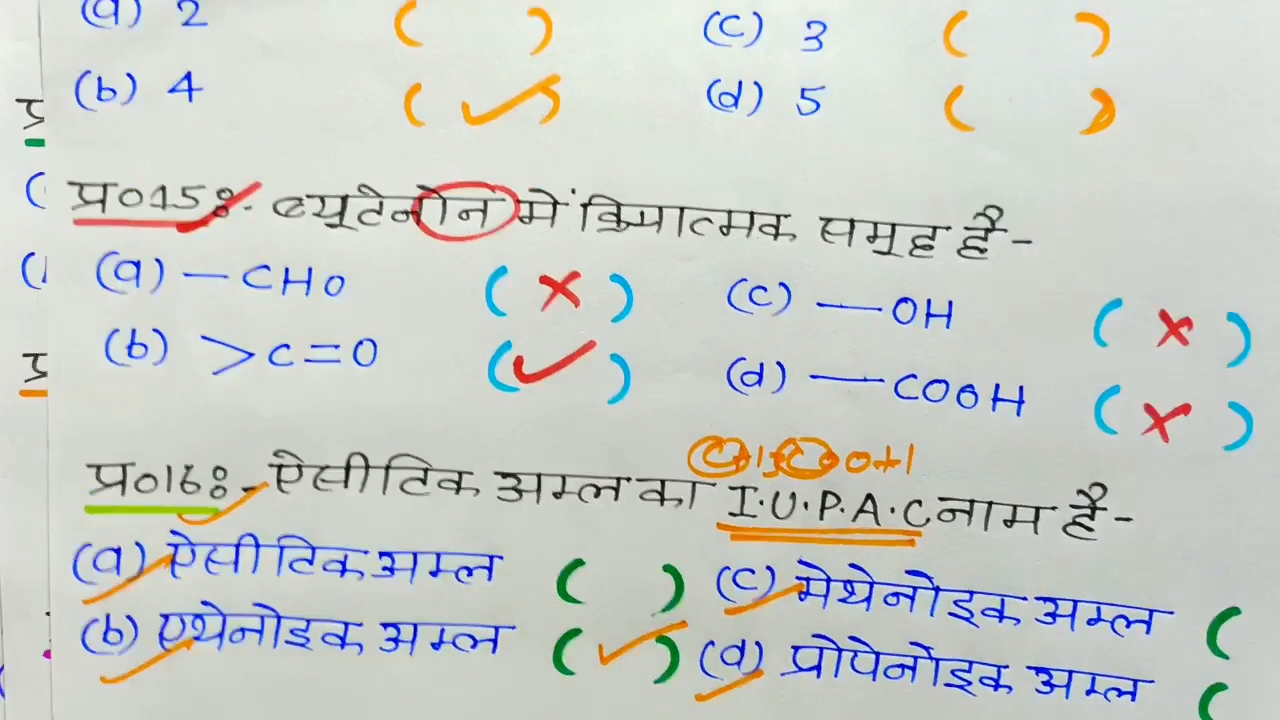 (a) 2 ( ) (c) 3 ( )
(b) 4 (✓) (d) 5 ( )
प्र०15ः- ब्यूटेनोन में क्रियात्मक समूह है-
(a) —CHO (×) (c) —OH (×)
(b) >C=O (✓) (d) —COOH (×)
CH3COOH
प्र०16ः- ऐसीटिक अम्ल का I.U.P.A.C नाम है-
(a) ऐसीटिक अम्ल ( ) (c) मेथेनोइक अम्ल (
(b) एथेनोइक अम्ल (✓) (d) प्रोपेनोइक अम्ल (